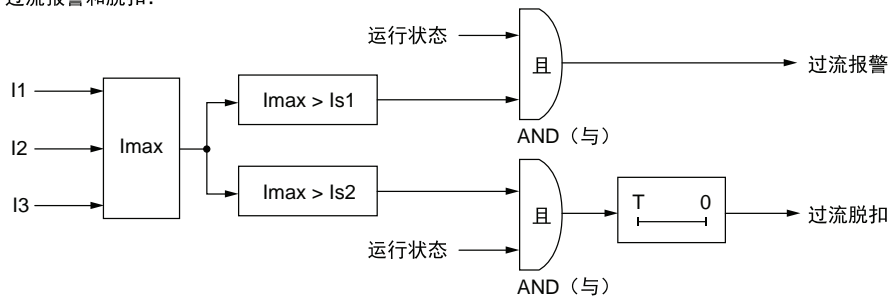 过流报警和脱扣：
运行状态
且
过流报警
I1
I2
I3
Imax
Imax > Is1
AND（与）
Imax > Is2
且
T 0
过流脱扣
运行状态
AND（与）